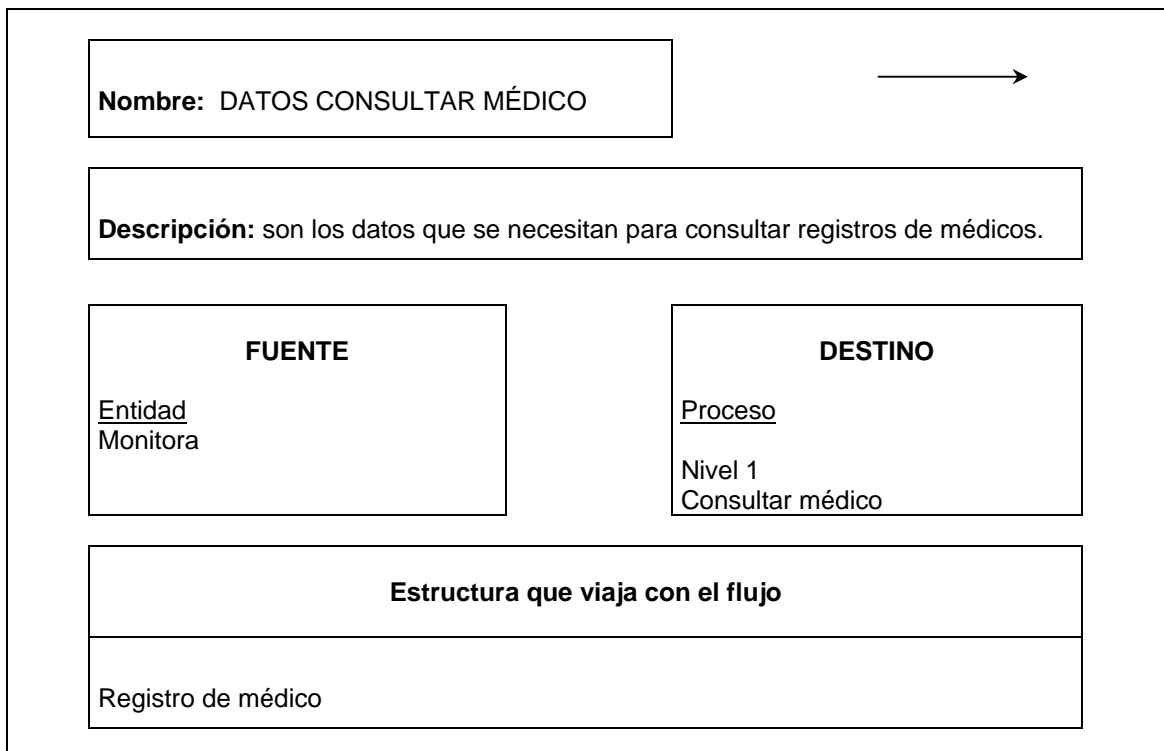 Nombre: DATOS CONSULTAR MÉDICO
Descripción: son los datos que se necesitan para consultar registros de médicos.
FUENTE
Entidad
Monitora
DESTINO
Proceso
Nivel 1
Consultar médico
Estructura que viaja con el flujo
Registro de médico